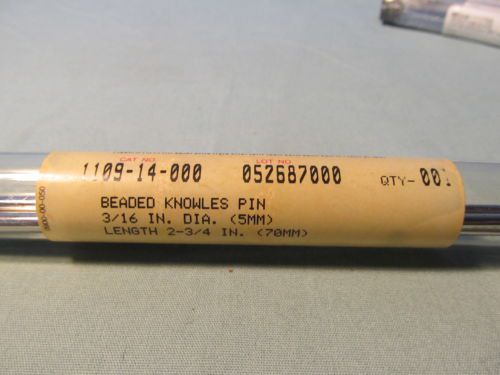 CAT NO. LOT NO.
1109-14-000 052687000 QTY- 001
BEADED KNOWLES PIN
3/16 IN. DIA. (5MM)
LENGTH 2-3/4 IN. (70MM)